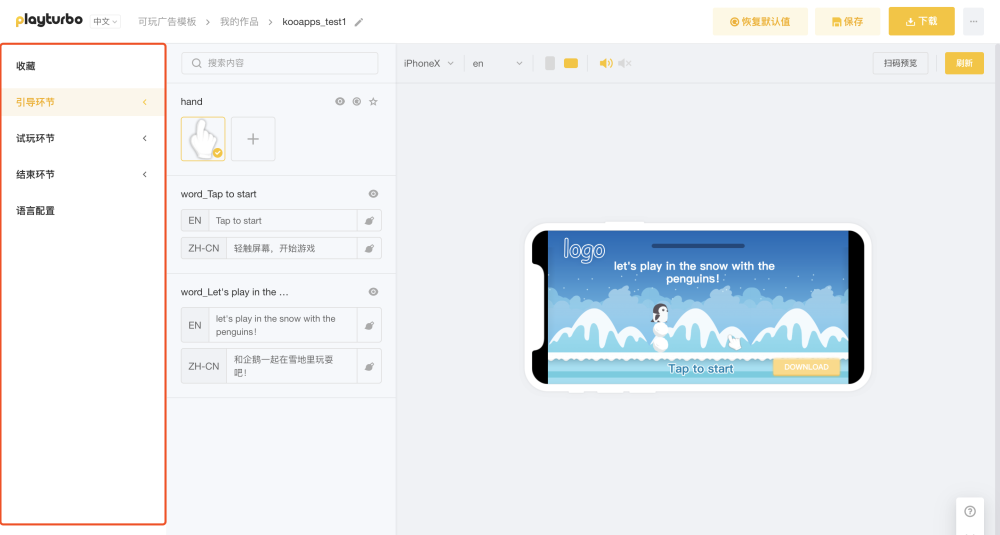 playturbo
中文
可玩广告模板
我的作品
kooapps_test1
恢复默认值
保存
下载
收藏
引导环节
试玩环节
结束环节
语言配置
搜索内容
hand
word_Tap to start
EN
Tap to start
ZH-CN
轻触屏幕，开始游戏
word_Let's play in the ...
EN
let's play in the snow with the
penguins!
ZH-CN
和企鹅一起在雪地里玩耍
吧!
iPhoneX
en
扫码预览
刷新
logo
let's play in the snow with the
penguins!
Tap to start
DOWNLOAD